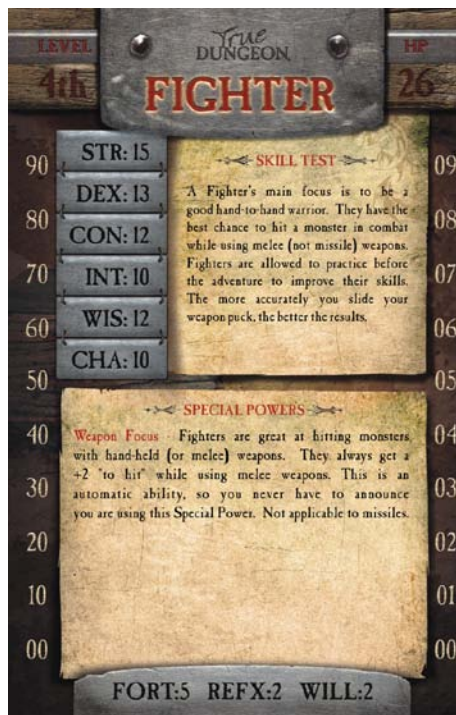 LEVEL
True
DUNGEON
HP
4th
FIGHTER
26
STR: 15
DEX: 13
CON: 12
INT: 10
WIS: 12
CHA: 10
SKILL TEST
A Fighter's main focus is to be a
good hand-to-hand warrior. They have the
best chance to hit a monster in combat
while using melee (not missile) weapons.
Fighters are allowed to practice before
the adventure to improve their skills.
The more accurately you slide your
weapon puck, the better the results.
90
80
70
60
50
40
30
20
10
00
09
08
07
06
05
04
03
02
01
00
SPECIAL POWERS
Weapon Focus - Fighters are great at hitting monsters
with hand-held (or melee) weapons. They always get a
+2 "to hit" while using melee weapons. This is an
automatic ability, so you never have to announce
you are using this Special Power. Not applicable to missiles.
FORT:5 REFX:2 WILL:2